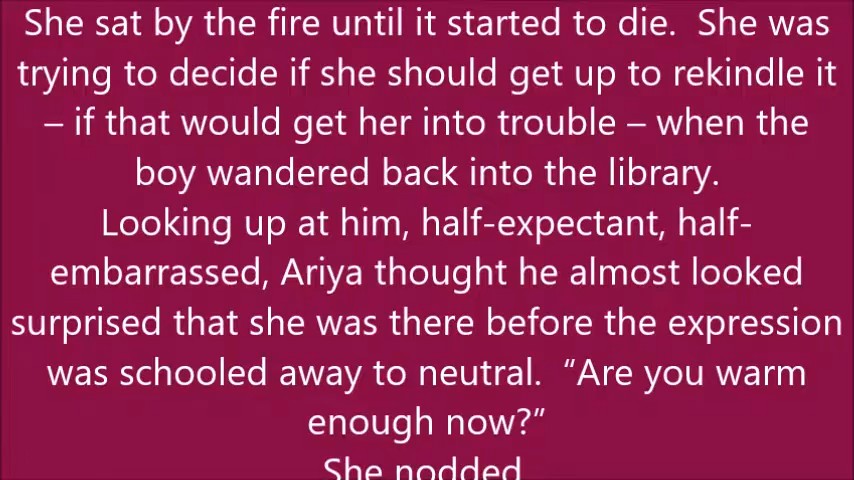 She sat by the fire until it started to die.  She was
trying to decide if she should get up to rekindle it
– if that would get her into trouble – when the
boy wandered back into the library.
Looking up at him, half-expectant, half-
embarrassed, Ariya thought he almost looked
surprised that she was there before the expression
was schooled away to neutral.  “Are you warm
enough now?”
She nodded